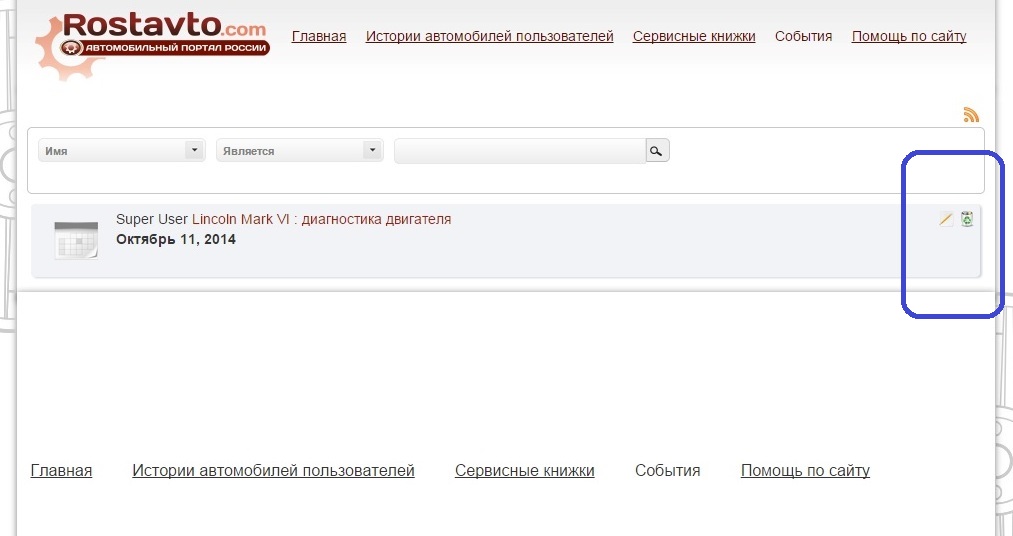 Rostavto.com
АВТОМОБИЛЬНЫЙ ПОРТАЛ РОССИИ
Главная Истории автомобилей пользователей Сервисные книжки События Помощь по сайту
Имя Является
Super User Lincoln Mark VI : диагностика двигателя
Октябрь 11, 2014
Главная Истории автомобилей пользователей Сервисные книжки События Помощь по сайту